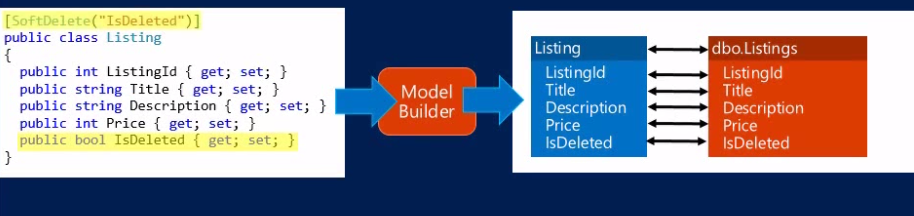 [SoftDelete("IsDeleted")]
public class Listing
{
public int ListingId { get; set; }
public string Title { get; set; }
public string Description { get; set; }
public int Price { get; set; }
public bool IsDeleted { get; set; }
}
Model
Builder
Listing
ListingId
Title
Description
Price
IsDeleted
dbo.Listings
ListingId
Title
Description
Price
IsDeleted